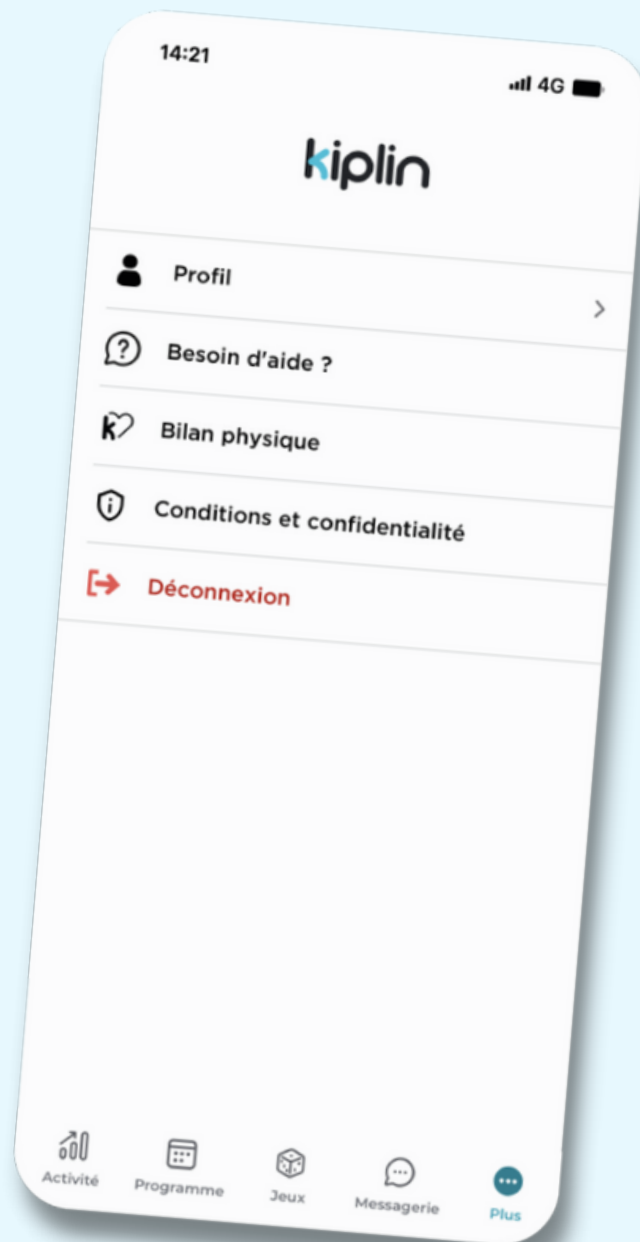 14:21
4G
kiplin
Profil
Besoin d'aide ?
Bilan physique
Conditions et confidentialité
Déconnexion
Activité
Programme
Jeux
Messagerie
Plus